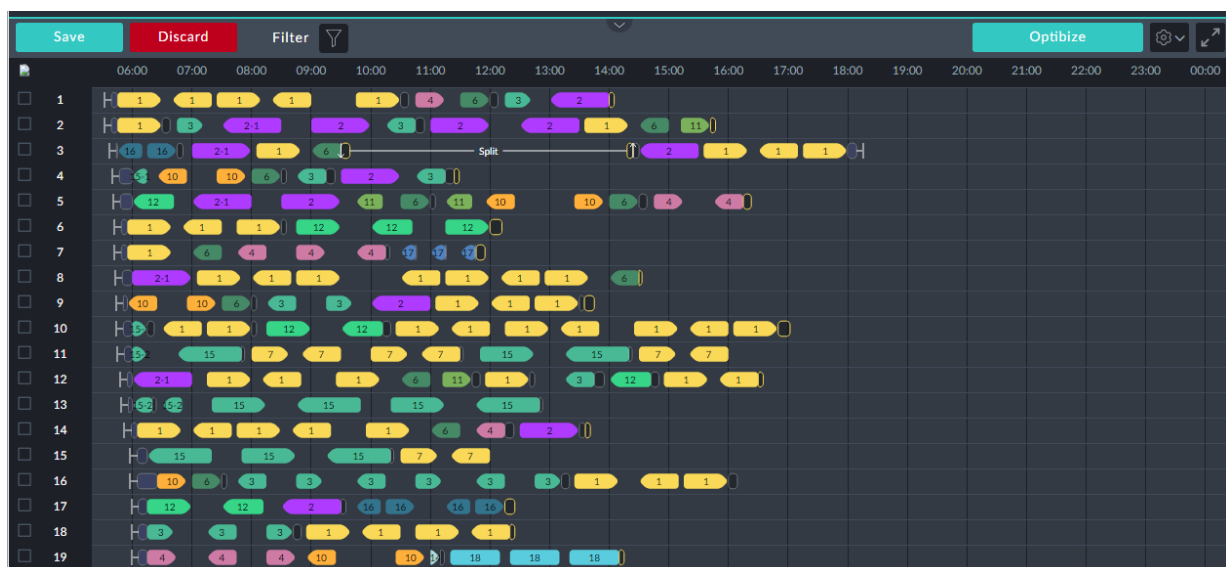 Save Discard Filter Optibize
06:00 07:00 08:00 09:00 10:00 11:00 12:00 13:00 14:00 15:00 16:00 17:00 18:00 19:00 20:00 21:00 22:00 23:00 00:00
1 1 1 1 1 1 4 6 3 2
2 1 3 2-1 2 3 2 2 1 6 11
3 16 16 2-1 1 6 Split 2 1 1 1
4 10 10 6 3 2 3
5 12 2-1 2 11 6 11 10 10 6 4 4
6 1 1 1 12 12 12
7 1 6 4 4 4 17 17 17
8 2-1 1 1 1 1 1 1 1 6
9 10 10 6 3 3 2 1 1 1
10 1 1 12 12 1 1 1 1 1 1 1
11 15 7 7 7 7 15 15 7 7
12 2-1 1 1 1 6 11 1 3 12 1 1
13 15 15 15 15
14 1 1 1 1 1 6 4 2
15 15 15 15 7 7
16 10 6 3 3 3 3 3 3 1 1 1
17 12 12 2 16 16 16 16
18 3 3 3 1 1 1 1
19 4 4 4 10 10 18 18 18